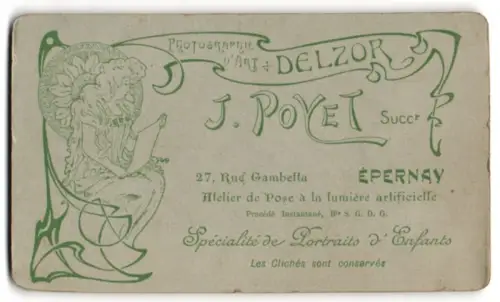 PHOTOGRAPHIE
D'ART
DELZOR
J. POYET Succr
27, Rue Gambetta ÉPERNAY
Atelier de Pose à la lumière artificielle
Procédé Instantané, Bté S. G. D. G.
Spécialité de Portraits d'Enfants
Les Clichés sont conservés